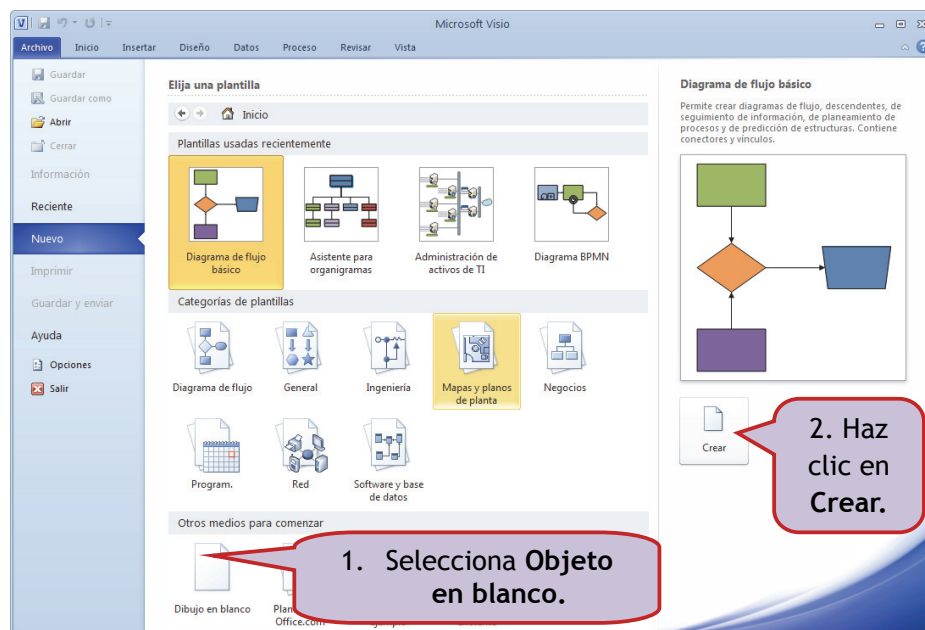 Microsoft Visio
Archivo Inicio Insertar Diseño Datos Proceso Revisar Vista
Guardar
Guardar como
Abrir
Cerrar
Información
Reciente
Nuevo
Imprimir
Guardar y enviar
Ayuda
Opciones
Salir
Elija una plantilla
Inicio
Plantillas usadas recientemente
Diagrama de flujo
básico
Asistente para
organigramas
Administración de
activos de TI
Diagrama BPMN
Categorías de plantillas
Diagrama de flujo
General
Ingeniería
Mapas y planos
de planta
Negocios
Program.
Red
Software y base
de datos
Otros medios para comenzar
Dibujo en blanco
Office.com
1. Selecciona Objeto
en blanco.
Diagrama de flujo básico
Permite crear diagramas de flujo, descendentes, de
seguimiento de información, de planeamiento de
procesos y de predicción de estructuras. Contiene
conectores y vínculos.
Crear
2. Haz
clic en
Crear.